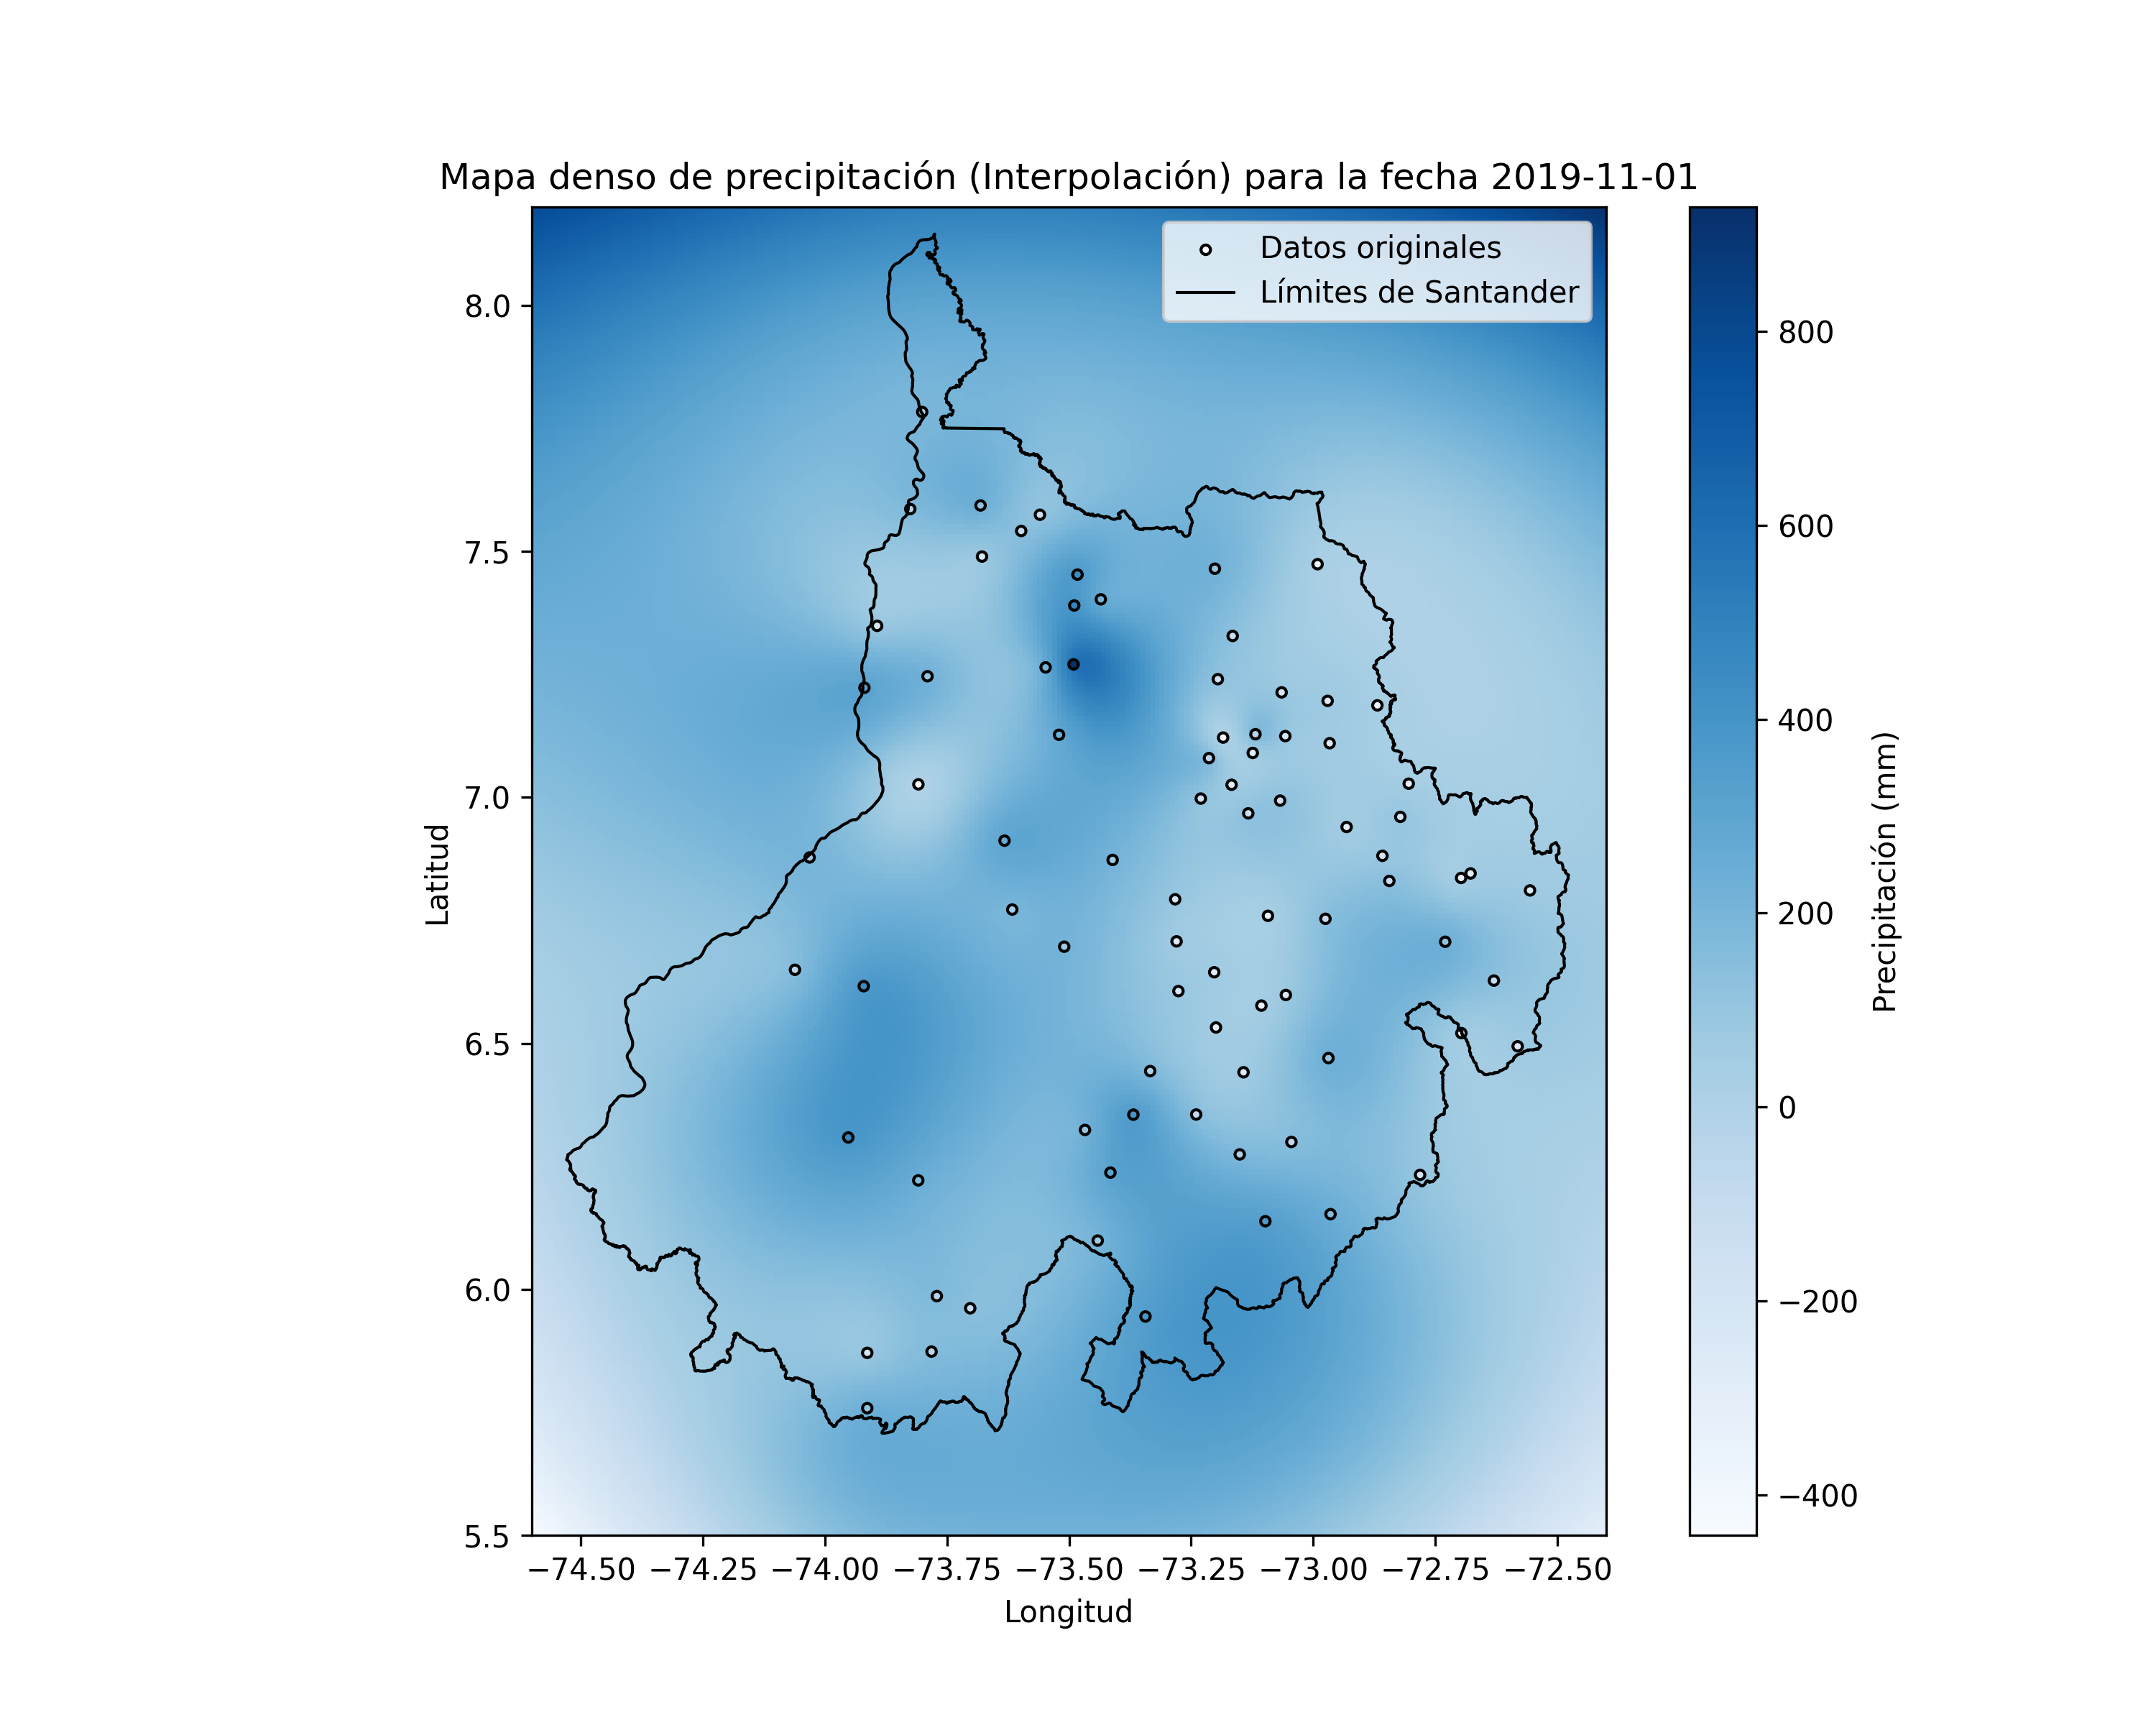 Mapa denso de precipitación (Interpolación) para la fecha 2019-11-01
Datos originales
Límites de Santander
8.0
7.5
7.0
6.5
6.0
5.5
Latitud
−74.50 −74.25 −74.00 −73.75 −73.50 −73.25 −73.00 −72.75 −72.50
Longitud
800
600
400
200
0
−200
−400
Precipitación (mm)